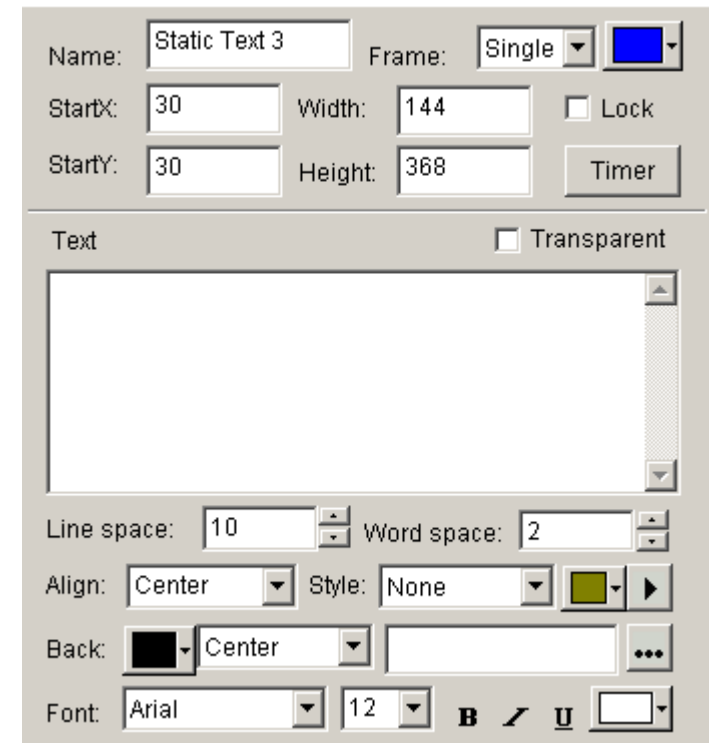 Name: Static Text 3 Frame: Single
StartX: 30 Width: 144 Lock
StartY: 30 Height: 368 Timer
Text Transparent
Line space: 10 Word space: 2
Align: Center Style: None
Back: Center
Font: Arial 12 B I U